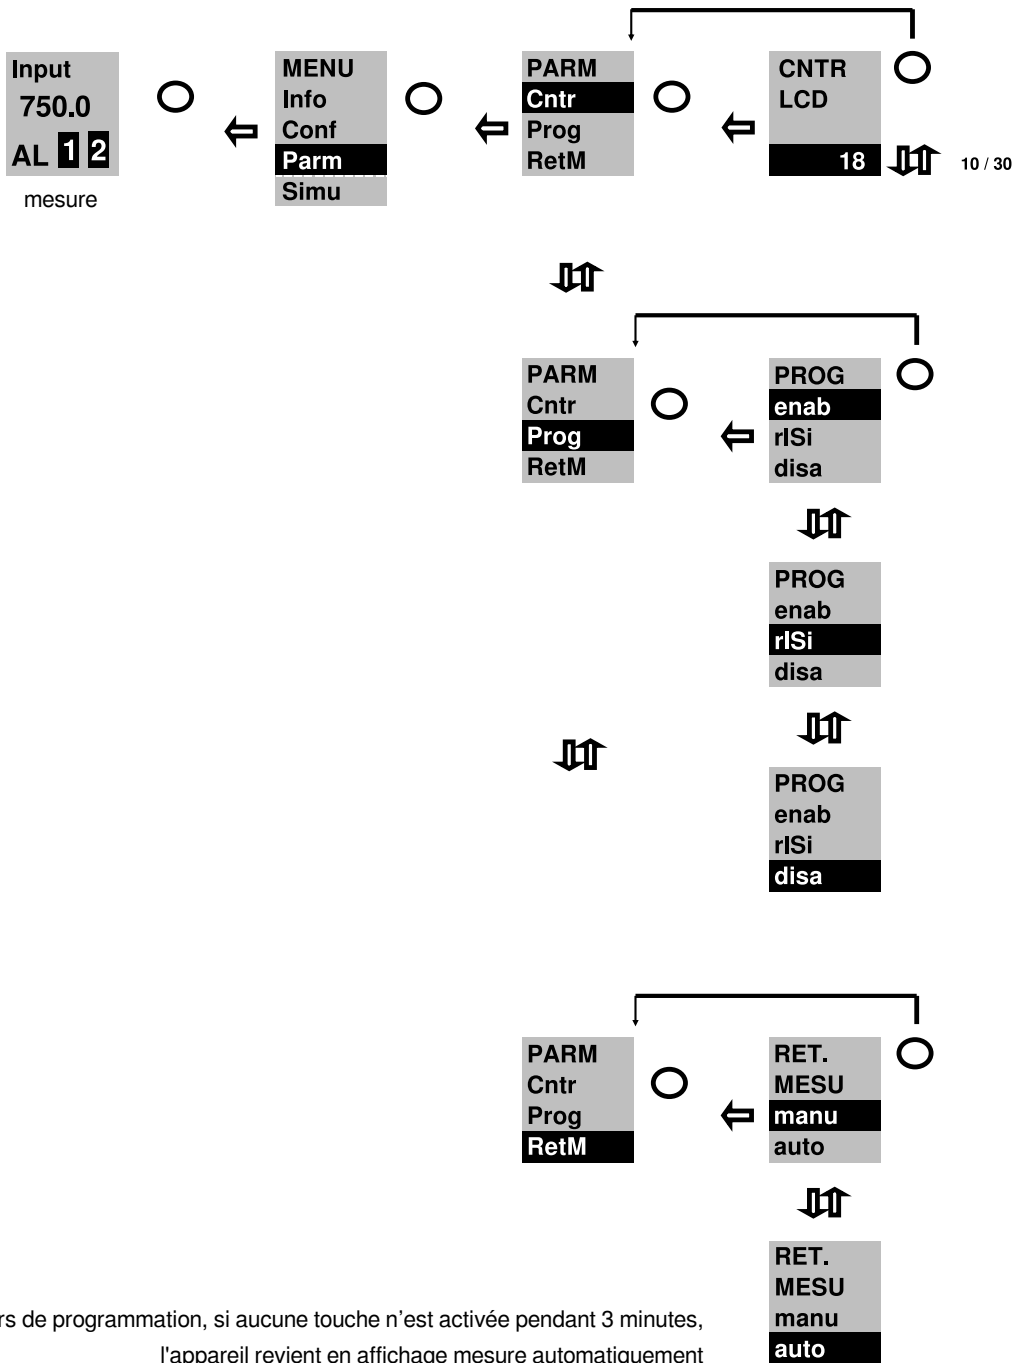 Input
750.0
AL 1 2
mesure
MENU
Info
Conf
Parm
Simu
PARM
Cntr
Prog
RetM
CNTR
LCD
18
10 / 30
PARM
Cntr
Prog
RetM
PROG
enab
rlSi
disa
PROG
enab
rlSi
disa
PROG
enab
rlSi
disa
PARM
Cntr
Prog
RetM
RET.
MESU
manu
auto
RET.
MESU
manu
auto
de programmation, si aucune touche n'est activée pendant 3 minutes,
l'appareil revient en affichage mesure automatiquement